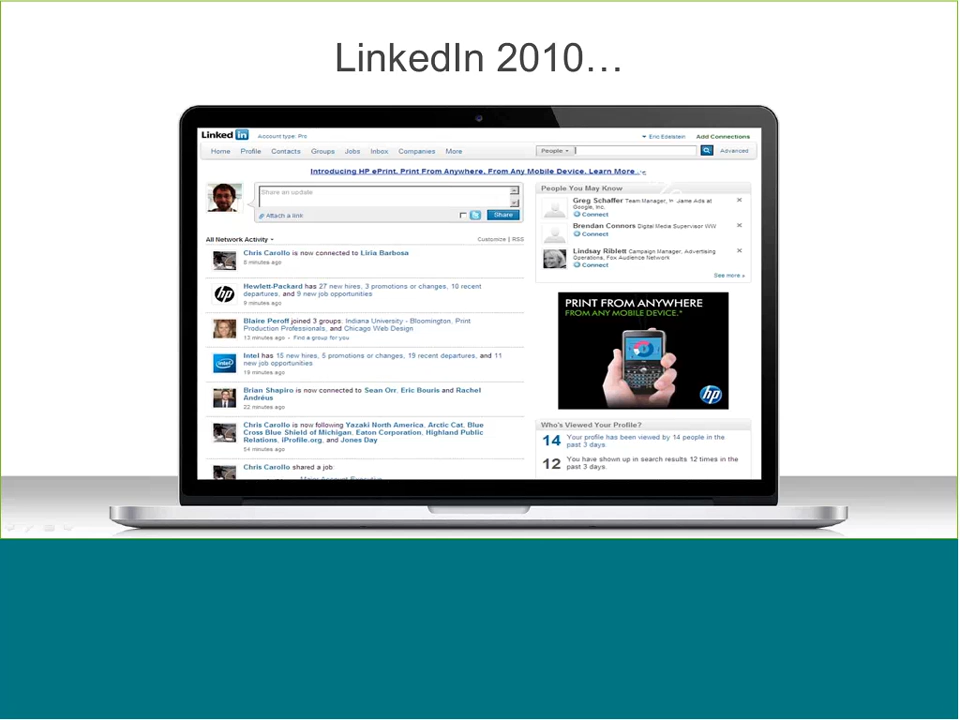 LinkedIn 2010…
Linked in Account type: Pro
Eric Edelstein Add Connections
Home Profile Contacts Groups Jobs Inbox Companies More
People Advanced
Introducing HP ePrint, Print From Anywhere, From Any Mobile Device. Learn More
Share an update
Attach a link Share
All Network Activity Customize | RSS
Chris Carollo is now connected to Liria Barbosa
8 minutes ago
Hewlett-Packard has 27 new hires, 3 promotions or changes, 10 recent
departures, and 9 new job opportunities
9 minutes ago
Blaire Peroff joined 3 groups: Indiana University - Bloomington, Print
Production Professionals, and Chicago Web Design
13 minutes ago • Find a group for you
Intel has 15 new hires, 5 promotions or changes, 19 recent departures, and 11
new job opportunities
19 minutes ago
Brian Shapiro is now connected to Sean Orr, Eric Bouris and Rachel
Andréus
22 minutes ago
Chris Carollo is now following Yazaki North America, Arctic Cat, Blue
Cross Blue Shield of Michigan, Eaton Corporation, Highland Public
Relations, iProfile.org, and Jones Day
54 minutes ago
Chris Carollo shared a job:
Major Account Executive
People You May Know
Greg Schaffer Team Manager, Ads at
Google, Inc.
Connect
Brendan Connors Digital Media Supervisor WW
Connect
Lindsay Riblett Campaign Manager, Advertising
Operations, Fox Audience Network
Connect
See more »
PRINT FROM ANYWHERE
FROM ANY MOBILE DEVICE.*
hp
Who's Viewed Your Profile?
14 Your profile has been viewed by 14 people in the
past 3 days.
12 You have shown up in search results 12 times in the
past 3 days.
hp
intel